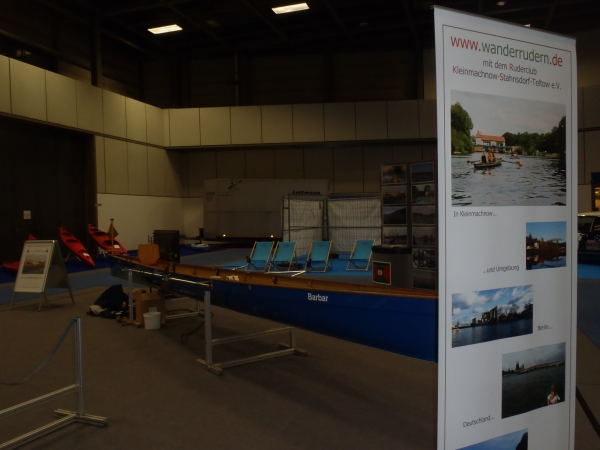 www.wanderrudern.de
mit dem Ruderclub
Kleinmachnow-Stahnsdorf-Teltow e.V.
In Kleinmachnow...
...und Umgebung
Berlin...
Deutschland...
Barbar